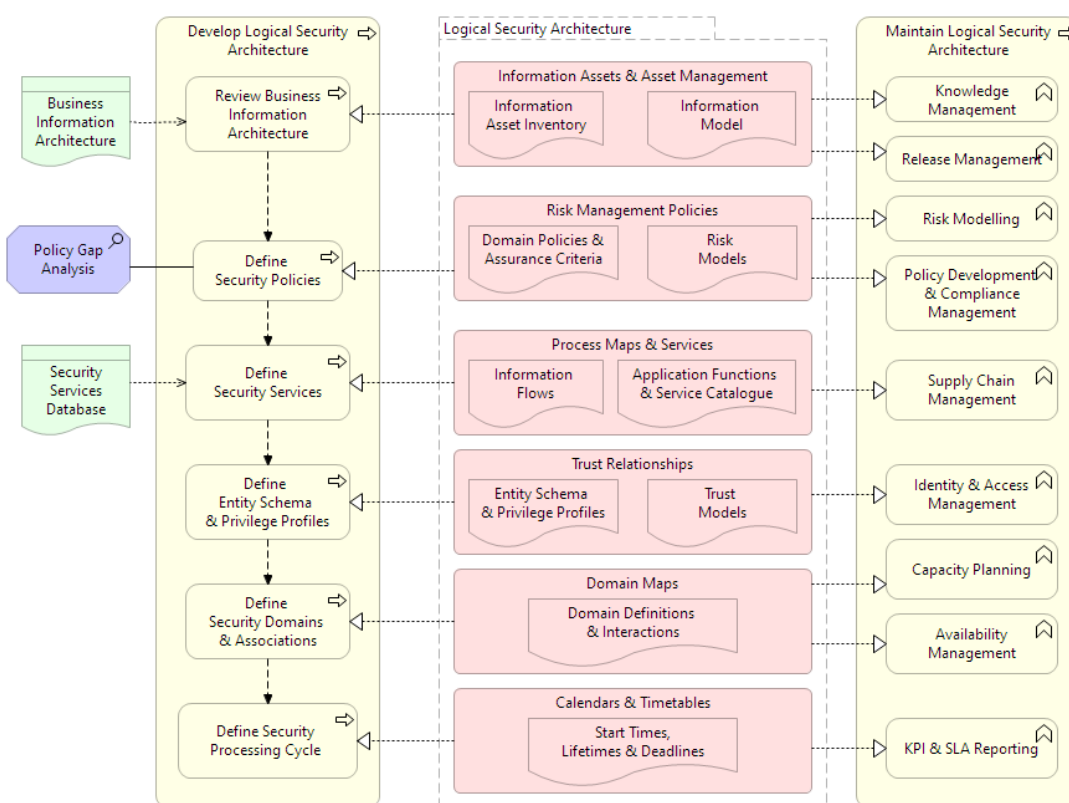 Develop Logical Security
Architecture
Business
Information
Architecture
Policy Gap
Analysis
Security
Services
Database
Review Business
Information
Architecture
Define
Security Policies
Define
Security Services
Define
Entity Schema
& Privilege Profiles
Define
Security Domains
& Associations
Define Security
Processing Cycle
Logical Security Architecture
Information Assets & Asset Management
Information
Asset Inventory
Information
Model
Risk Management Policies
Domain Policies &
Assurance Criteria
Risk
Models
Process Maps & Services
Information
Flows
Application Functions
& Service Catalogue
Trust Relationships
Entity Schema
& Privilege Profiles
Trust
Models
Domain Maps
Domain Definitions
& Interactions
Calendars & Timetables
Start Times,
Lifetimes & Deadlines
Maintain Logical Security
Architecture
Knowledge
Management
Release Management
Risk Modelling
Policy Development
& Compliance
Management
Supply Chain
Management
Identity & Access
Management
Capacity Planning
Availability
Management
KPI & SLA Reporting